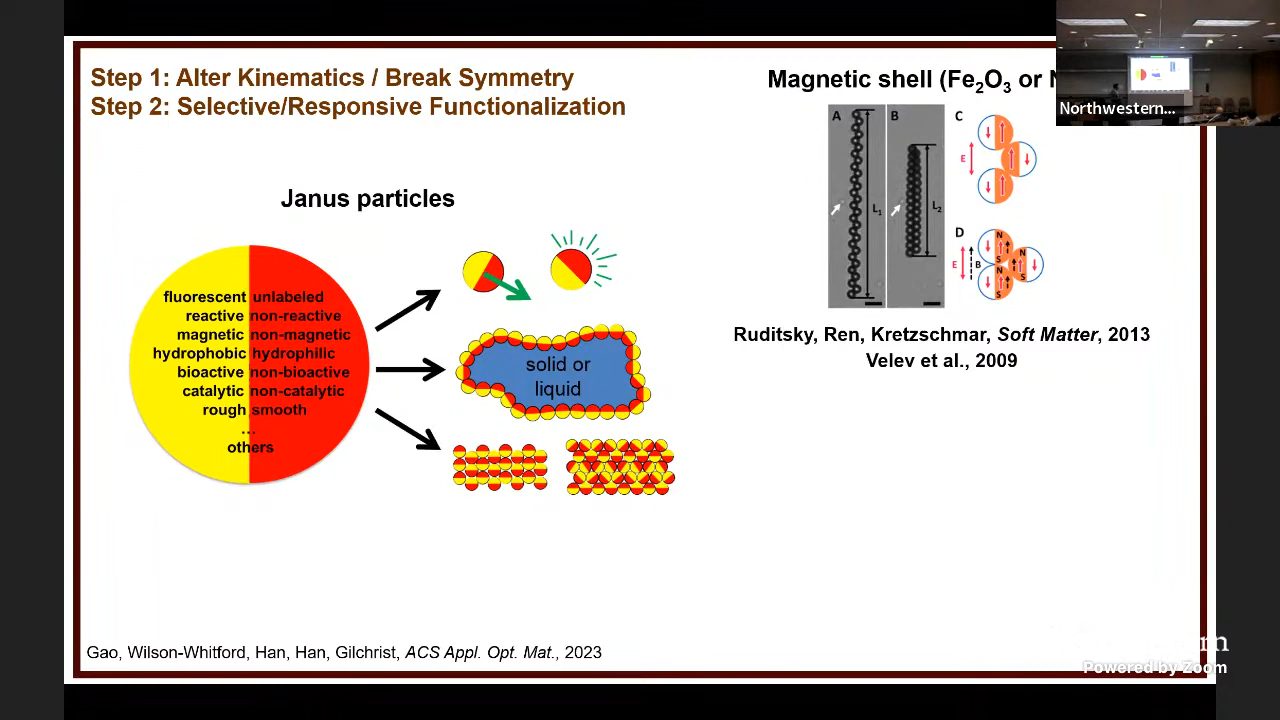 Step 1: Alter Kinematics / Break Symmetry
Step 2: Selective/Responsive Functionalization
Magnetic shell (Fe2O3 or
Northwestern...
Janus particles
fluorescent unlabeled
reactive non-reactive
magnetic non-magnetic
hydrophobic hydrophilic
bioactive non-bioactive
catalytic non-catalytic
rough smooth
...
others
solid or
liquid
A
B
C
D
L1
L2
E
E
B
N
S
N
S
N
S
Ruditsky, Ren, Kretzschmar, Soft Matter, 2013
Velev et al., 2009
Gao, Wilson-Whitford, Han, Han, Gilchrist, ACS Appl. Opt. Mat., 2023
Powered by Zoom